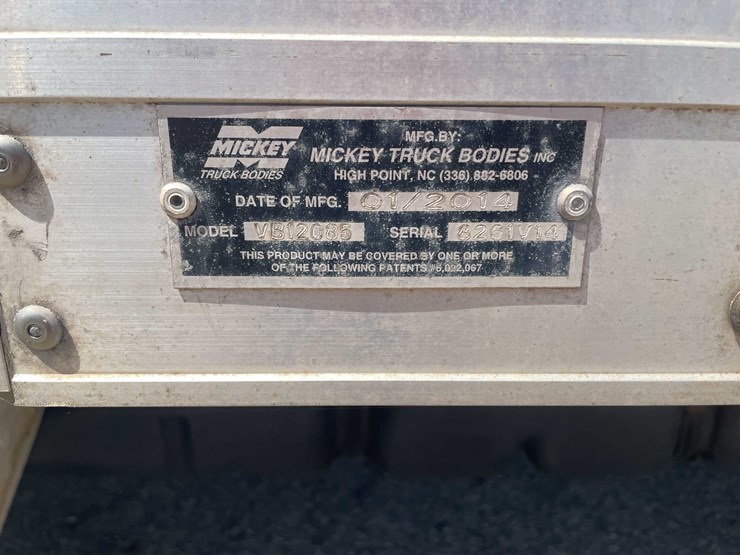 MICKEY
TRUCK BODIES
MFG.BY:
MICKEY TRUCK BODIES INC
HIGH POINT, NC (336) 882-6806
DATE OF MFG. 01/2014
MODEL VB12085 SERIAL 6261V14
THIS PRODUCT MAY BE COVERED BY ONE OR MORE
OF THE FOLLOWING PATENTS #6,022,067